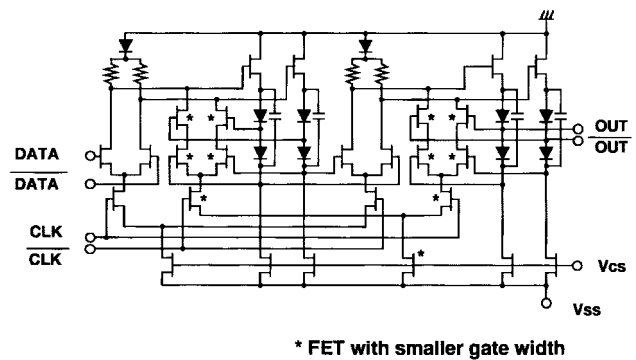 OUT
OUT
DATA
DATA
CLK
CLK
Vcs
Vss
* * * *
* * * *
* * * *
* * *
* FET with smaller gate width